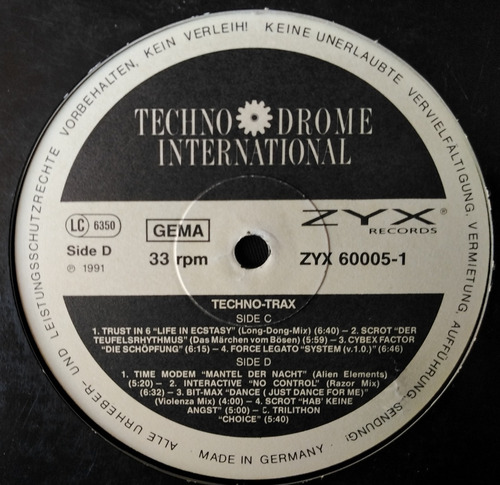 ALLE URHEBER- UND LEISTUNGSSCHUTZRECHTE VORBEHALTEN, KEIN VERLEIH! KEINE UNERLAUBTE VERVIELFÄLTIGUNG, VERMIETUNG, AUFFÜHRUNG, SENDUNG!
TECHNO DROME
INTERNATIONAL
LC 6350
GEMA
ZYX®
RECORDS
Side D
33 rpm
ZYX 60005-1
℗ 1991
TECHNO-TRAX
SIDE C
1. TRUST IN 6 "LIFE IN ECSTASY" (Long-Dong-Mix) (6:40) – 2. SCROT "DER
TEUFELSRHYTHMUS" (Das Märchen vom Bösen) (5:59) – 3. CYBEX FACTOR
"DIE SCHÖPFUNG" (6:15) – 4. FORCE LEGATO "SYSTEM (v.1.0.)" (6:46)
SIDE D
1. TIME MODEM "MANTEL DER NACHT" (Alien Elements)
(5:20) – 2. INTERACTIVE "NO CONTROL" (Razor Mix)
(6:32) – 3. BIT-MAX "DANCE ( JUST DANCE FOR ME)"
(Violenza Mix) (4:00) – 4. SCROT "HAB' KEINE
ANGST" (5:00) – 5. TRILITHON
"CHOICE" (5:40)
MADE IN GERMANY